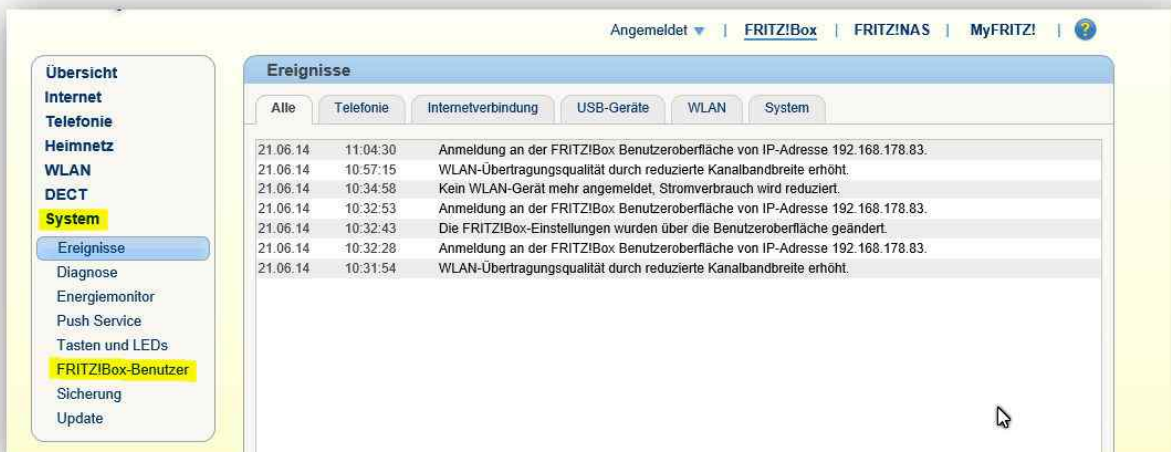 Angemeldet | FRITZ!Box | FRITZ!NAS | MyFRITZ! | ?
Übersicht
Internet
Telefonie
Heimnetz
WLAN
DECT
System
Ereignisse
Diagnose
Energiemonitor
Push Service
Tasten und LEDs
FRITZ!Box-Benutzer
Sicherung
Update
Ereignisse
Alle Telefonie Internetverbindung USB-Geräte WLAN System
21.06.14 11:04:30 Anmeldung an der FRITZ!Box Benutzeroberfläche von IP-Adresse 192.168.178.83.
21.06.14 10:57:15 WLAN-Übertragungsqualität durch reduzierte Kanalbandbreite erhöht.
21.06.14 10:34:58 Kein WLAN-Gerät mehr angemeldet, Stromverbrauch wird reduziert.
21.06.14 10:32:53 Anmeldung an der FRITZ!Box Benutzeroberfläche von IP-Adresse 192.168.178.83.
21.06.14 10:32:43 Die FRITZ!Box-Einstellungen wurden über die Benutzeroberfläche geändert.
21.06.14 10:32:28 Anmeldung an der FRITZ!Box Benutzeroberfläche von IP-Adresse 192.168.178.83.
21.06.14 10:31:54 WLAN-Übertragungsqualität durch reduzierte Kanalbandbreite erhöht.